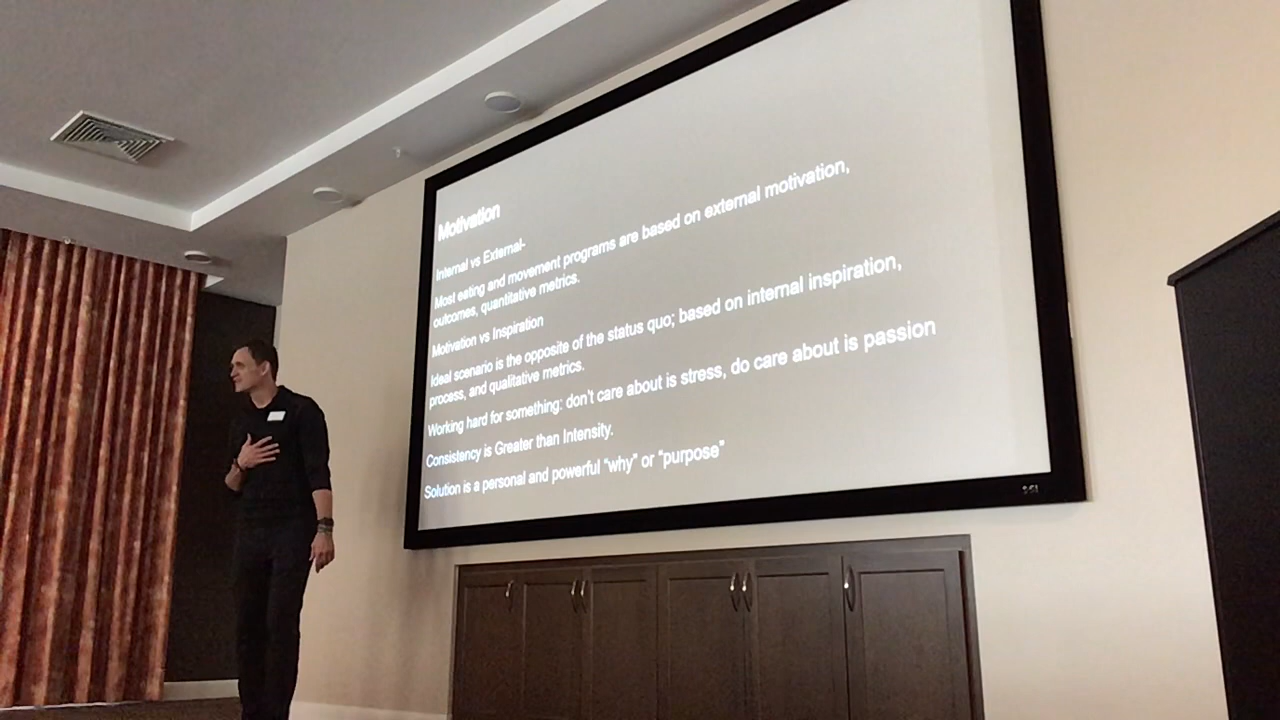 Motivation
Internal vs External-
Most eating and movement programs are based on external motivation,
outcomes, quantitative metrics.
Motivation vs Inspiration
Ideal scenario is the opposite of the status quo; based on internal inspiration,
process, and qualitative metrics.
Working hard for something: don't care about is stress, do care about is passion
Consistency is Greater than Intensity.
Solution is a personal and powerful “why” or “purpose”